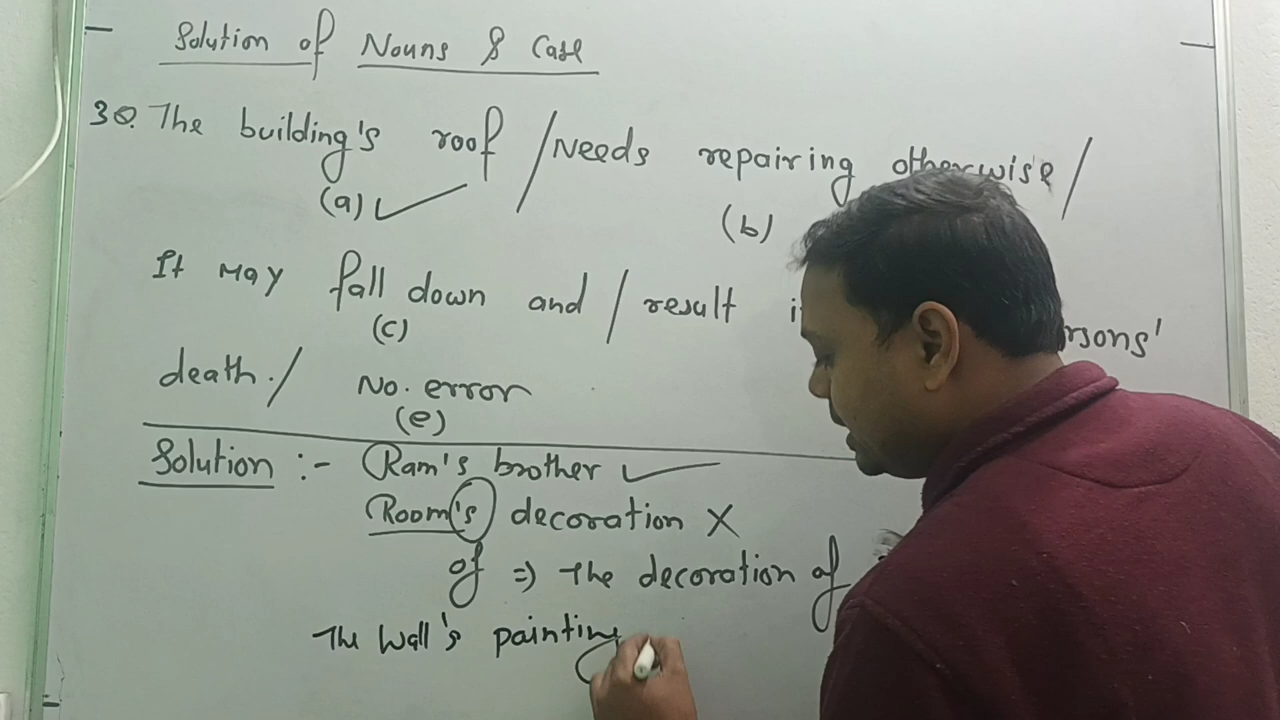 Solution of Nouns & Case
30. The building's roof / Needs repairing otherwise /
(a) ✓ (b)
It may fall down and / result
(c)
death. / No. error
(e)
Solution :- Ram's brother ✓
Room's decoration X
of => The decoration of
The Wall's painting